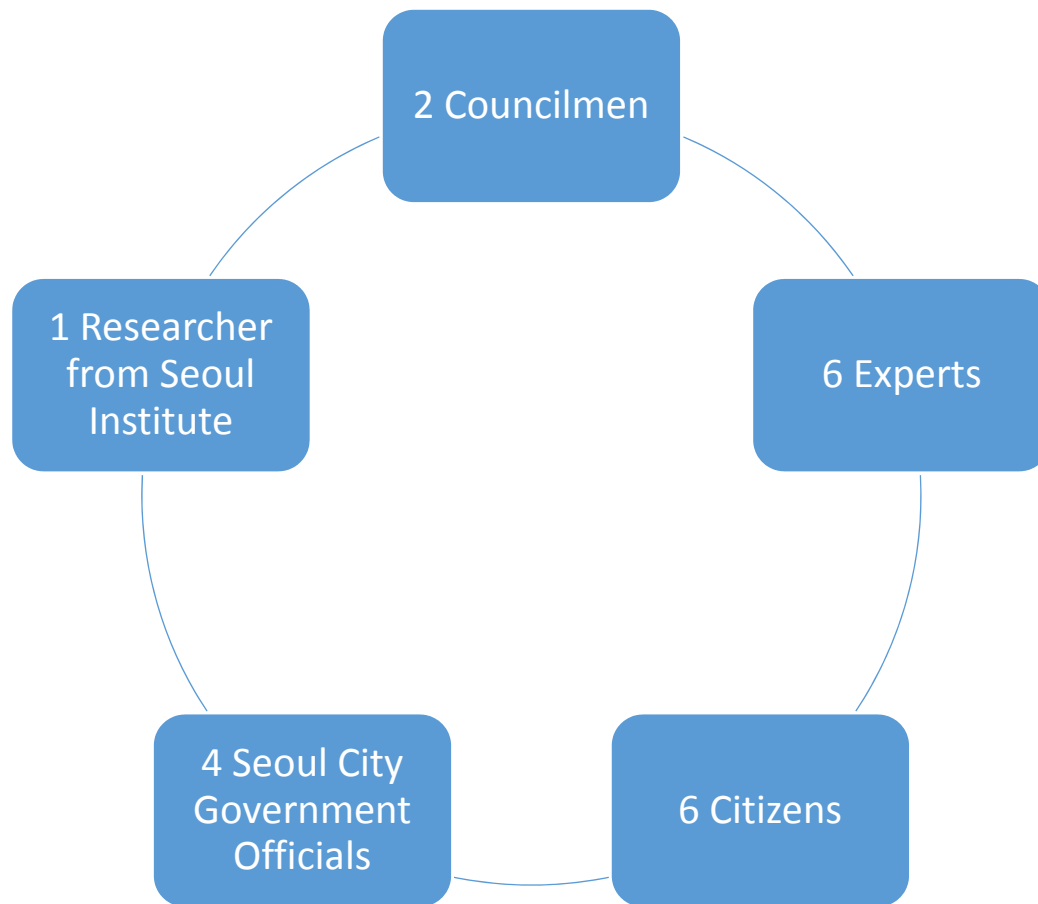 2 Councilmen
6 Experts
6 Citizens
4 Seoul City
Government
Officials
1 Researcher
from Seoul
Institute